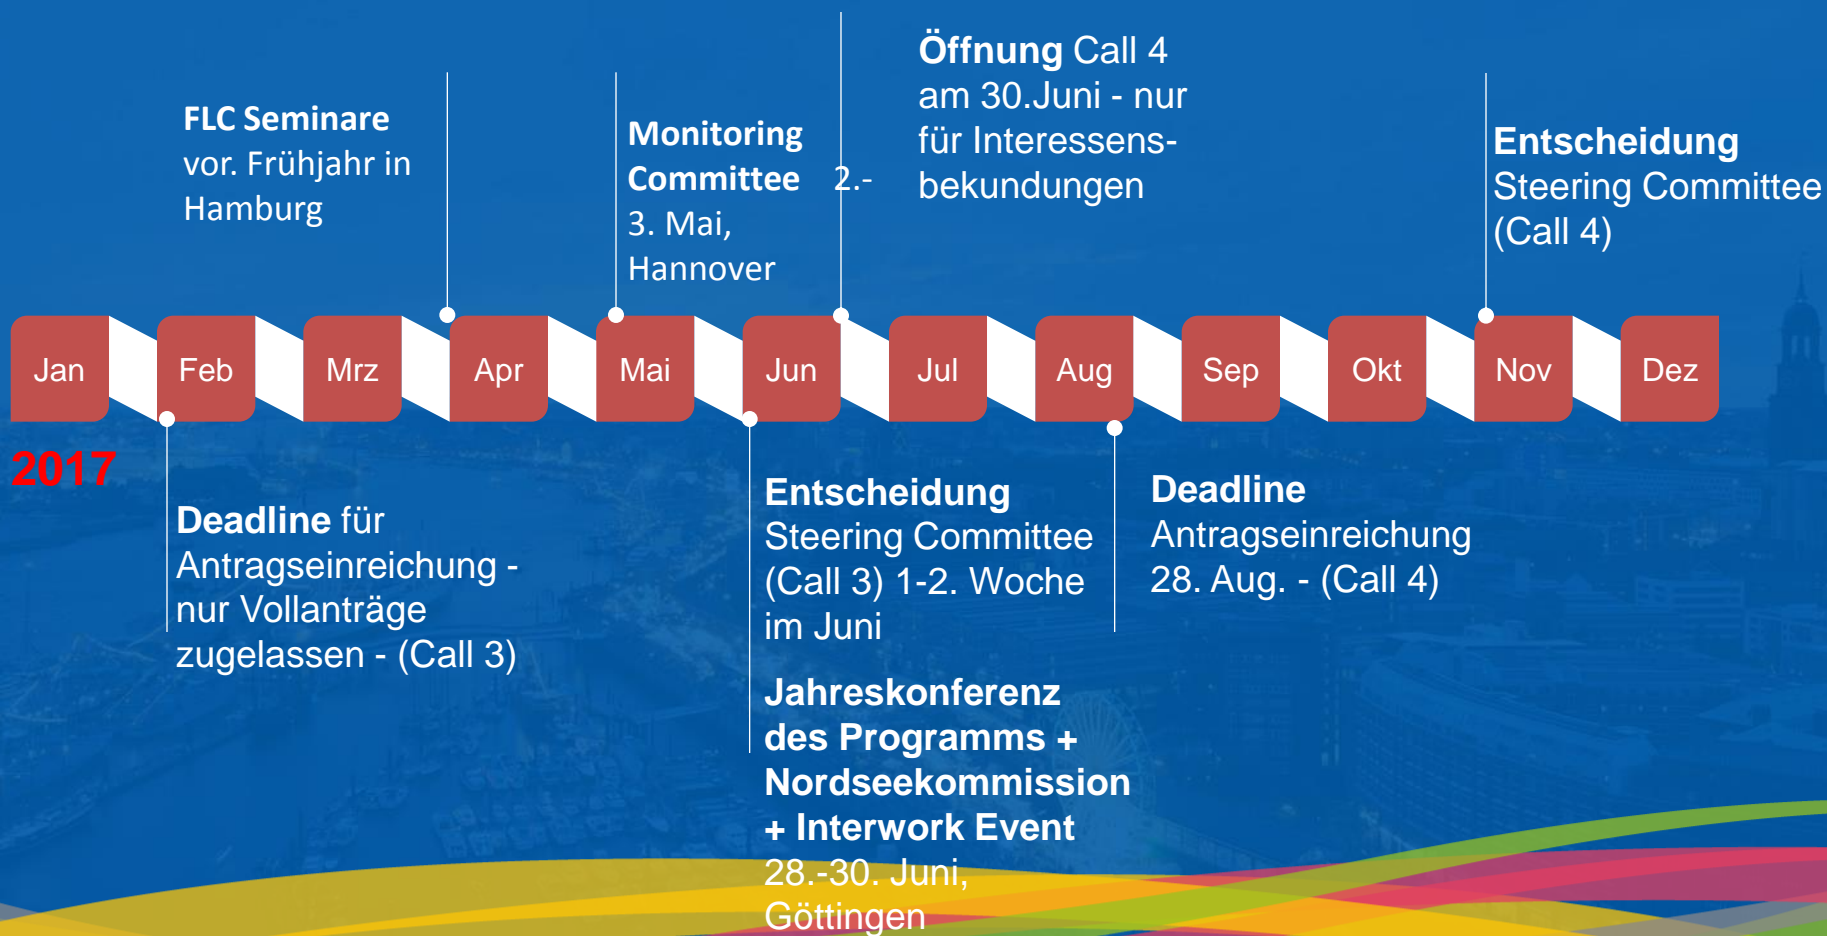 FLC Seminare
vor. Frühjahr in
Hamburg
Monitoring
Committee 2.-
3. Mai,
Hannover
Öffnung Call 4
am 30.Juni - nur
für Interessens-
bekundungen
Entscheidung
Steering Committee
(Call 4)
Jan Feb Mrz Apr Mai Jun Jul Aug Sep Okt Nov Dez
2017
Deadline für
Antragseinreichung -
nur Vollanträge
zugelassen - (Call 3)
Entscheidung
Steering Committee
(Call 3) 1-2. Woche
im Juni
Jahreskonferenz
des Programms +
Nordseekommission
+ Interwork Event
28.-30. Juni,
Göttingen
Deadline
Antragseinreichung
28. Aug. - (Call 4)